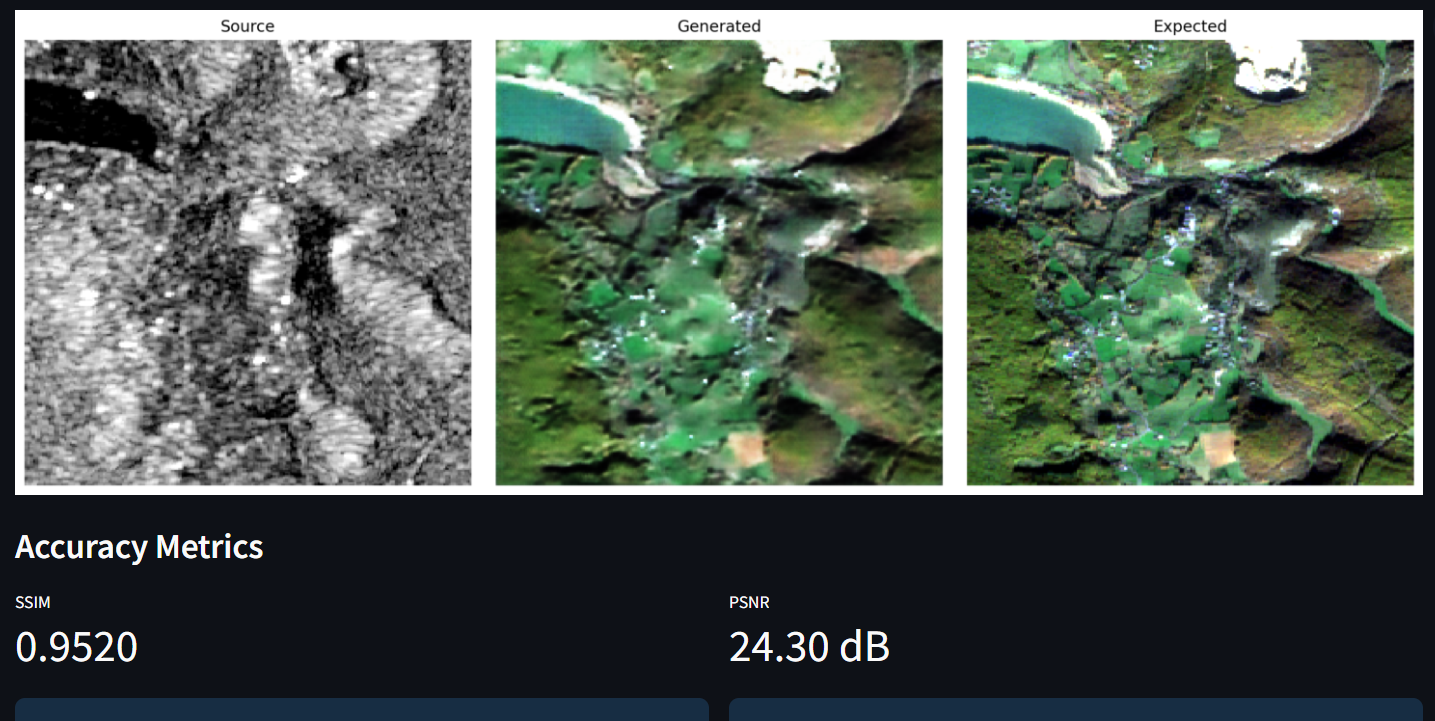 Source Generated Expected
Accuracy Metrics
SSIM PSNR
0.9520 24.30 dB